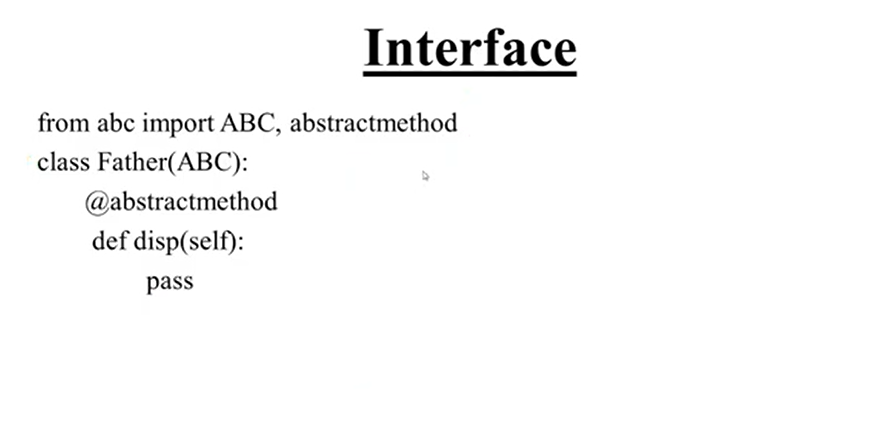 Interface
from abc import ABC, abstractmethod
class Father(ABC):
@abstractmethod
def disp(self):
pass